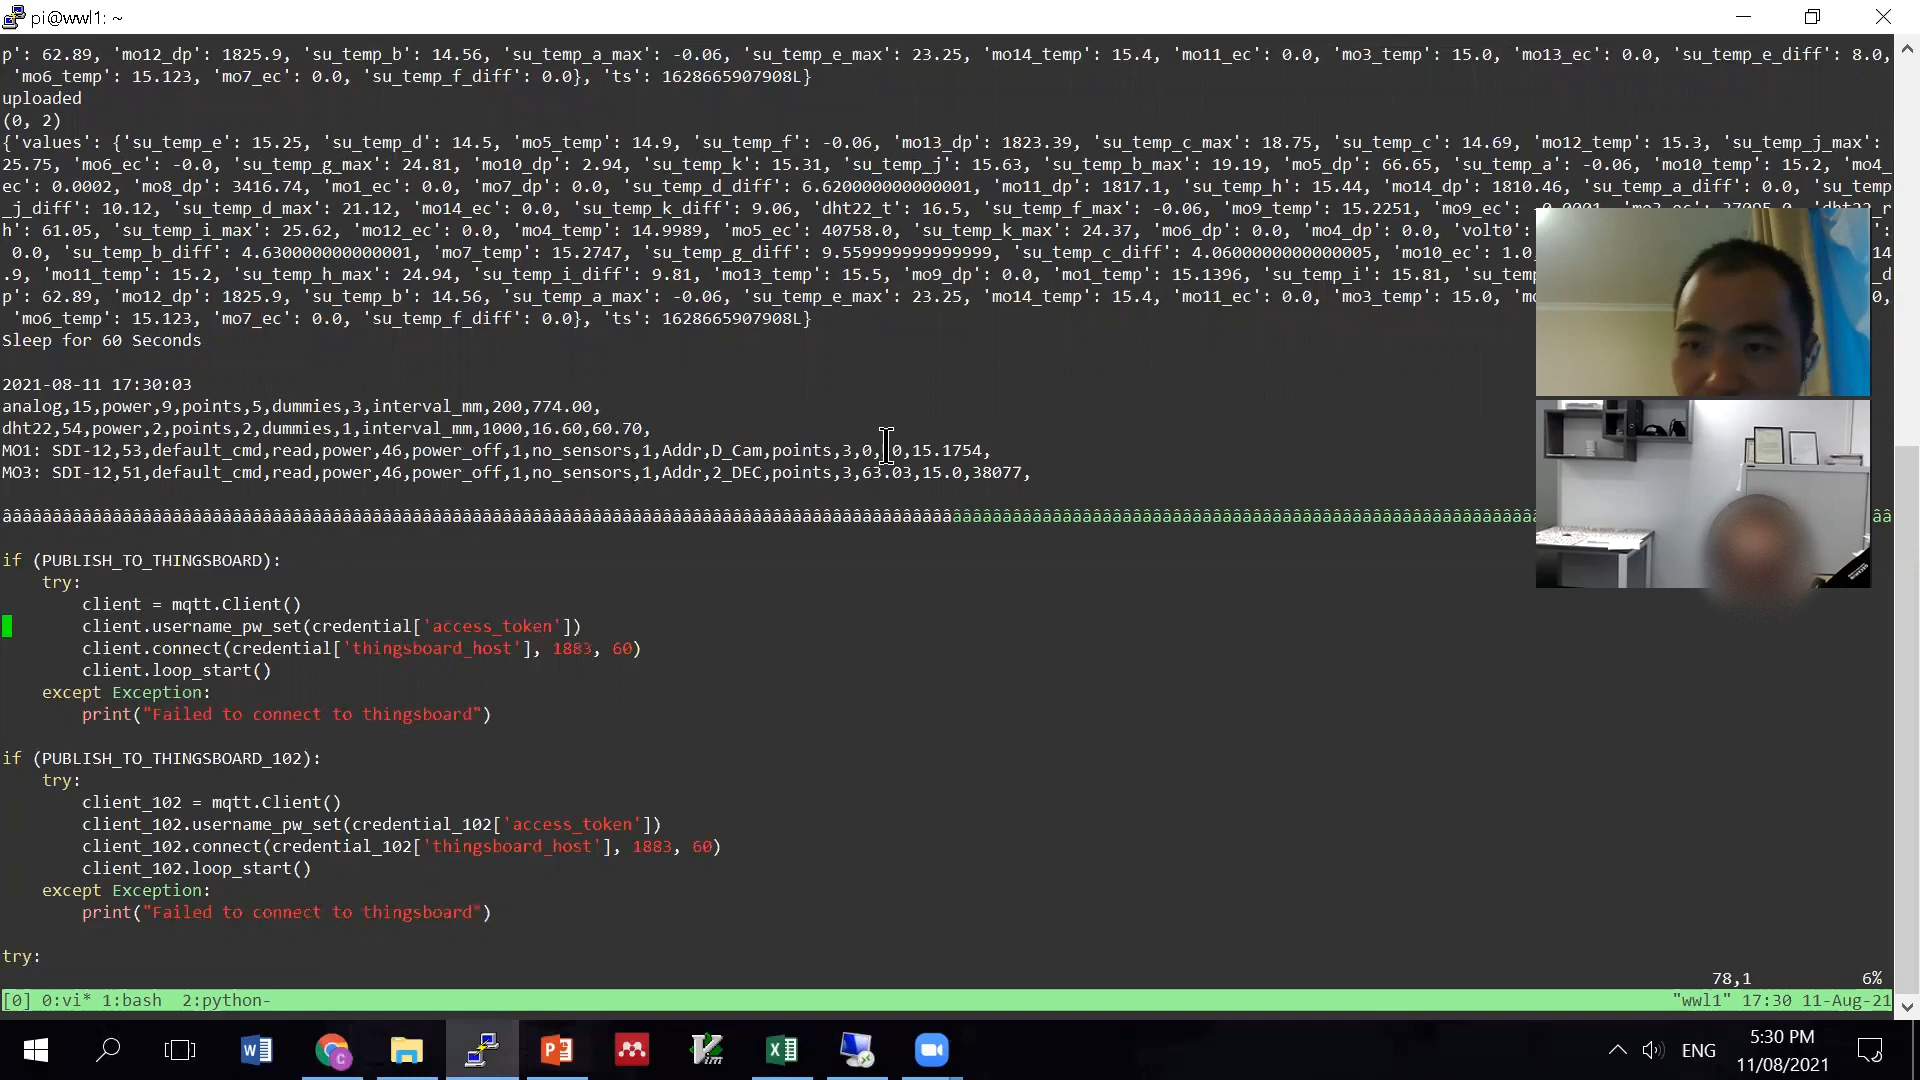 pi@wwl1: ~
p': 62.89, 'mo12_dp': 1825.9, 'su_temp_b': 14.56, 'su_temp_a_max': -0.06, 'su_temp_e_max': 23.25, 'mo14_temp': 15.4, 'mo11_ec': 0.0, 'mo3_temp': 15.0, 'mo13_ec': 0.0, 'su_temp_e_diff': 8.0,
'mo6_temp': 15.123, 'mo7_ec': 0.0, 'su_temp_f_diff': 0.0}, 'ts': 1628665907908L}
uploaded
(0, 2)
{'values': {'su_temp_e': 15.25, 'su_temp_d': 14.5, 'mo5_temp': 14.9, 'su_temp_f': -0.06, 'mo13_dp': 1823.39, 'su_temp_c_max': 18.75, 'su_temp_c': 14.69, 'mo12_temp': 15.3, 'su_temp_j_max':
25.75, 'mo6_ec': -0.0, 'su_temp_g_max': 24.81, 'mo10_dp': 2.94, 'su_temp_k': 15.31, 'su_temp_j': 15.63, 'su_temp_b_max': 19.19, 'mo5_dp': 66.65, 'su_temp_a': -0.06, 'mo10_temp': 15.2, 'mo4_
ec': 0.0002, 'mo8_dp': 3416.74, 'mo1_ec': 0.0, 'mo7_dp': 0.0, 'su_temp_d_diff': 6.620000000000001, 'mo11_dp': 1817.1, 'su_temp_h': 15.44, 'mo14_dp': 1810.46, 'su_temp_a_diff': 0.0, 'su_temp
_j_diff': 10.12, 'su_temp_d_max': 21.12, 'mo14_ec': 0.0, 'su_temp_k_diff': 9.06, 'dht22_t': 16.5, 'su_temp_f_max': -0.06, 'mo9_temp': 15.2251, 'mo9_ec': -0.0001, 'mo3_ec': 37095.0, 'dht22_r
h': 61.05, 'su_temp_i_max': 25.62, 'mo12_ec': 0.0, 'mo4_temp': 14.9989, 'mo5_ec': 40758.0, 'su_temp_k_max': 24.37, 'mo6_dp': 0.0, 'mo4_dp': 0.0, 'volt0': ':
0.0, 'su_temp_b_diff': 4.630000000000001, 'mo7_temp': 15.2747, 'su_temp_g_diff': 9.559999999999999, 'su_temp_c_diff': 4.060000000000005, 'mo10_ec': 1.0 14
.9, 'mo11_temp': 15.2, 'su_temp_h_max': 24.94, 'su_temp_i_diff': 9.81, 'mo13_temp': 15.5, 'mo9_dp': 0.0, 'mo1_temp': 15.1396, 'su_temp_i': 15.81, 'su_temp _d
p': 62.89, 'mo12_dp': 1825.9, 'su_temp_b': 14.56, 'su_temp_a_max': -0.06, 'su_temp_e_max': 23.25, 'mo14_temp': 15.4, 'mo11_ec': 0.0, 'mo3_temp': 15.0, 0,
'mo6_temp': 15.123, 'mo7_ec': 0.0, 'su_temp_f_diff': 0.0}, 'ts': 1628665907908L}
Sleep for 60 Seconds
2021-08-11 17:30:03
analog,15,power,9,points,5,dummies,3,interval_mm,200,774.00,
dht22,54,power,2,points,2,dummies,1,interval_mm,1000,16.60,60.70,
MO1: SDI-12,53,default_cmd,read,power,46,power_off,1,no_sensors,1,Addr,D_Cam,points,3,0, 0,15.1754,
MO3: SDI-12,51,default_cmd,read,power,46,power_off,1,no_sensors,1,Addr,2_DEC,points,3,63.03,15.0,38077,
if (PUBLISH_TO_THINGSBOARD):
try:
client = mqtt.Client()
client.username_pw_set(credential['access_token'])
client.connect(credential['thingsboard_host'], 1883, 60)
client.loop_start()
except Exception:
print("Failed to connect to thingsboard")
if (PUBLISH_TO_THINGSBOARD_102):
try:
client_102 = mqtt.Client()
client_102.username_pw_set(credential_102['access_token'])
client_102.connect(credential_102['thingsboard_host'], 1883, 60)
client_102.loop_start()
except Exception:
print("Failed to connect to thingsboard")
try:
78,1 6%
[0] 0:vi* 1:bash 2:python- "wwl1" 17:30 11-Aug-21
ENG
5:30 PM
11/08/2021